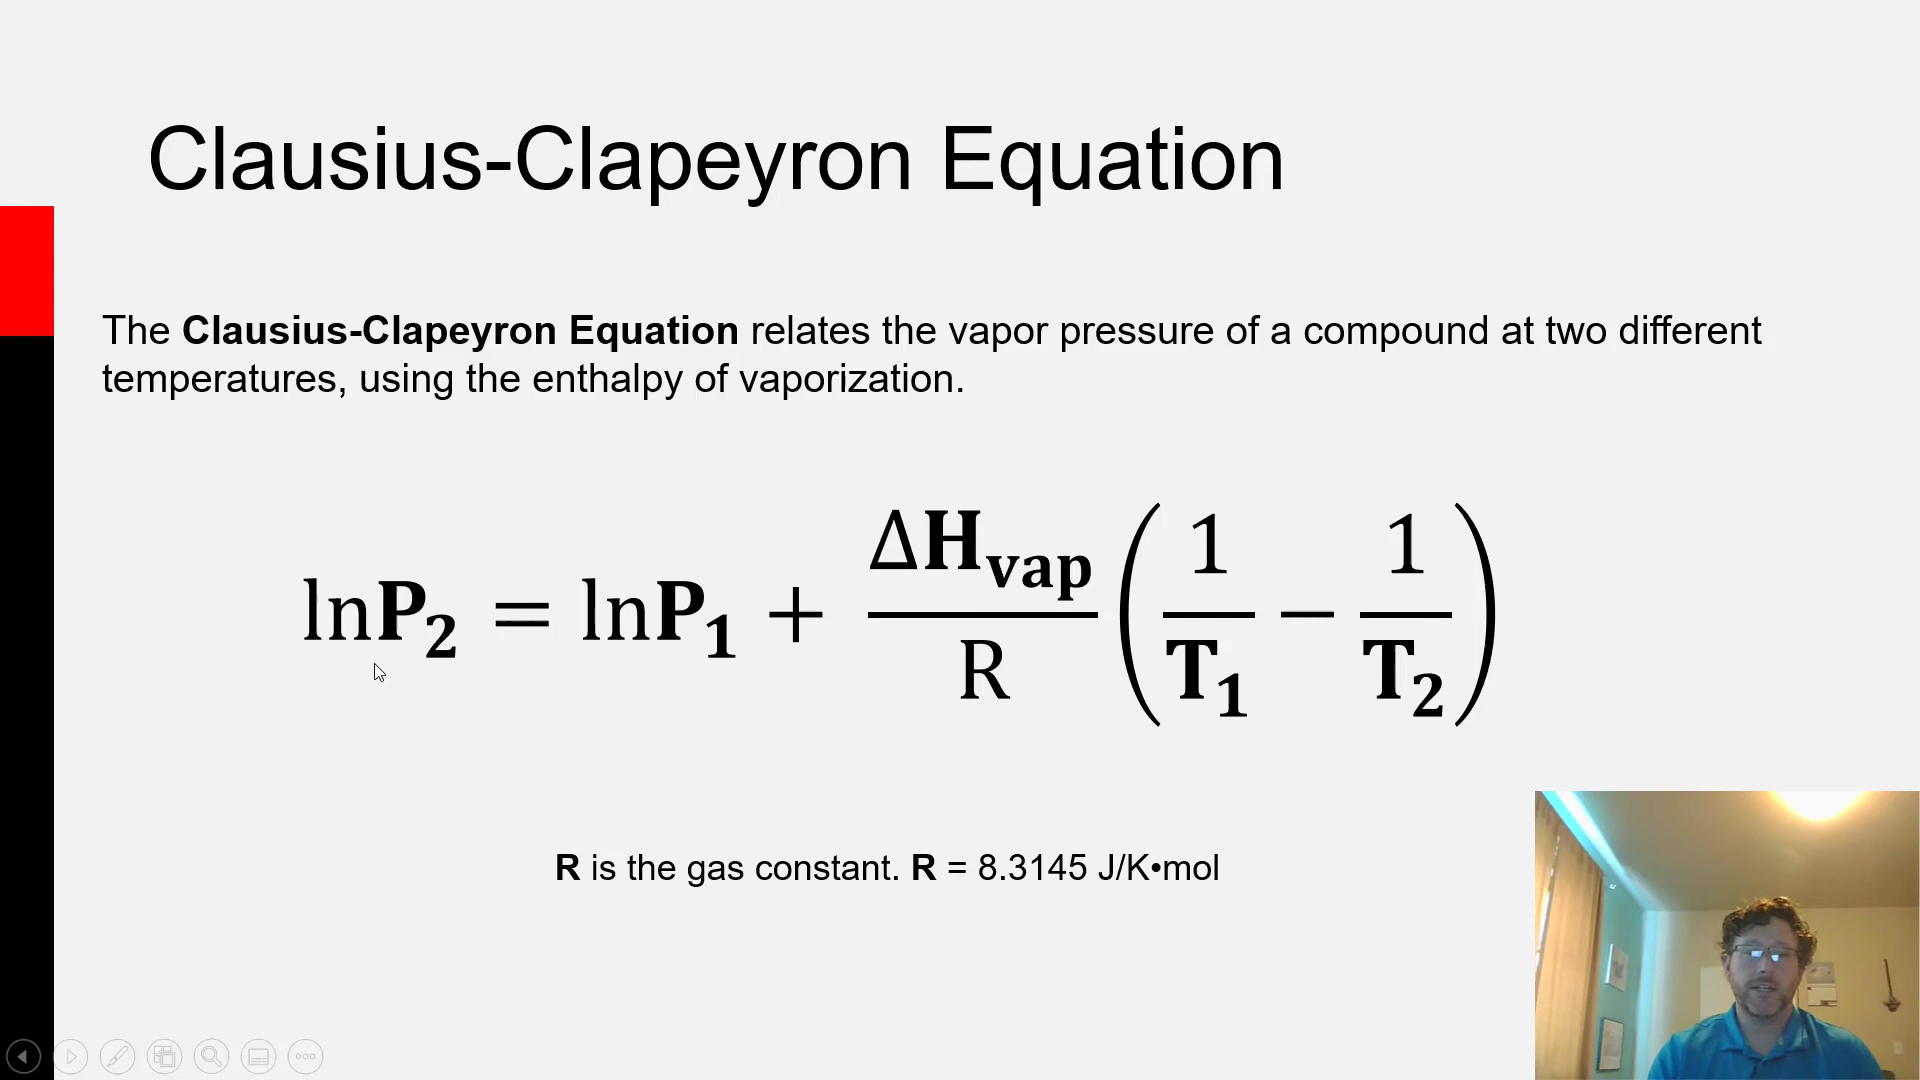 Clausius-Clapeyron Equation
The Clausius-Clapeyron Equation relates the vapor pressure of a compound at two different
temperatures, using the enthalpy of vaporization.
lnP₂ = lnP₁ + ΔHvap/R (1/T₁ − 1/T₂)
R is the gas constant. R = 8.3145 J/K•mol